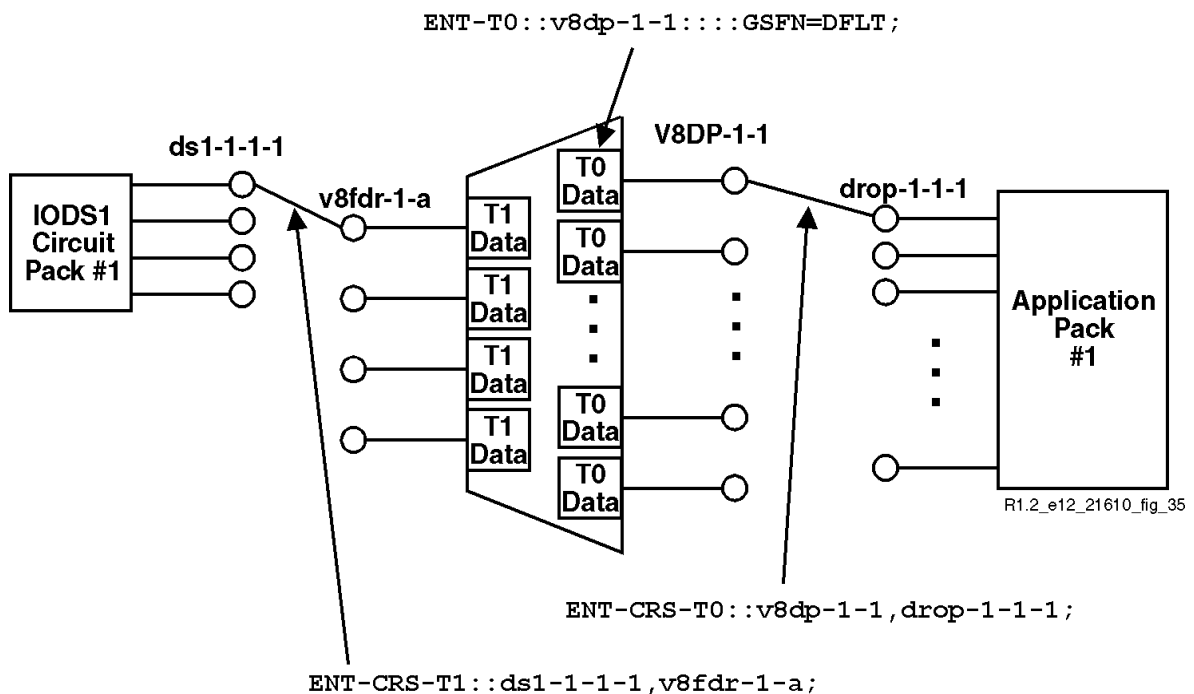 ENT-T0::v8dp-1-1::::GSFN=DFLT;
ds1-1-1-1
V8DP-1-1
v8fdr-1-a
drop-1-1-1
IODS1
Circuit
Pack #1
T1
Data
T1
Data
T1
Data
T1
Data
T0
Data
T0
Data
T0
Data
T0
Data
Application
Pack
#1
R1.2_e12_21610_fig_35
ENT-CRS-T0::v8dp-1-1,drop-1-1-1;
ENT-CRS-T1::ds1-1-1-1,v8fdr-1-a;